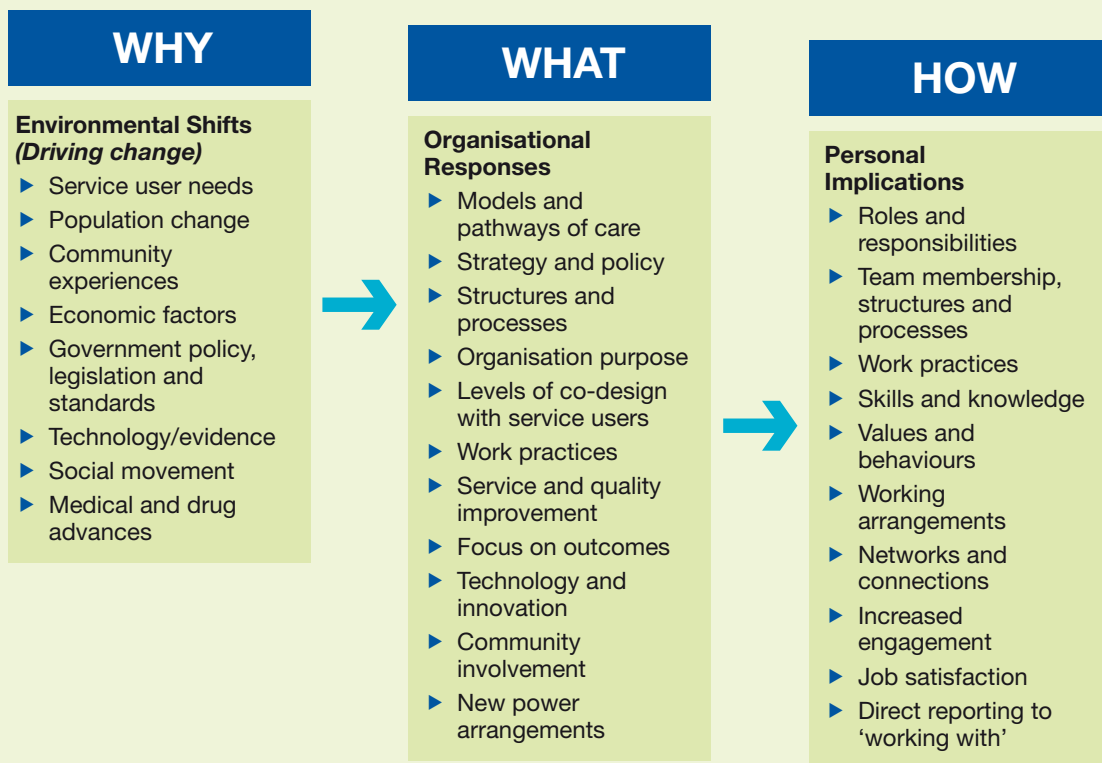 WHY
Environmental Shifts
(Driving change)
Service user needs
Population change
Community
experiences
Economic factors
Government policy,
legislation and
standards
Technology/evidence
Social movement
Medical and drug
advances
WHAT
Organisational
Responses
Models and
pathways of care
Strategy and policy
Structures and
processes
Organisation purpose
Levels of co-design
with service users
Work practices
Service and quality
improvement
Focus on outcomes
Technology and
innovation
Community
involvement
New power
arrangements
HOW
Personal
Implications
Roles and
responsibilities
Team membership,
structures and
processes
Work practices
Skills and knowledge
Values and
behaviours
Working
arrangements
Networks and
connections
Increased
engagement
Job satisfaction
Direct reporting to
‘working with’